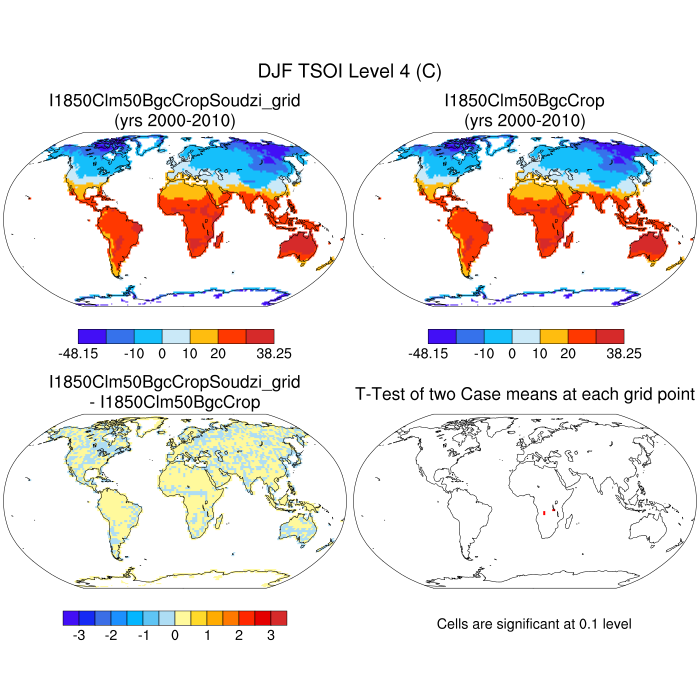 DJF TSOI Level 4 (C)
I1850Clm50BgcCropSoudzi_grid
(yrs 2000-2010)
I1850Clm50BgcCrop
(yrs 2000-2010)
-48.15 -10 0 10 20 38.25
-48.15 -10 0 10 20 38.25
I1850Clm50BgcCropSoudzi_grid
- I1850Clm50BgcCrop
T-Test of two Case means at each grid point
-3 -2 -1 0 1 2 3
Cells are significant at 0.1 level